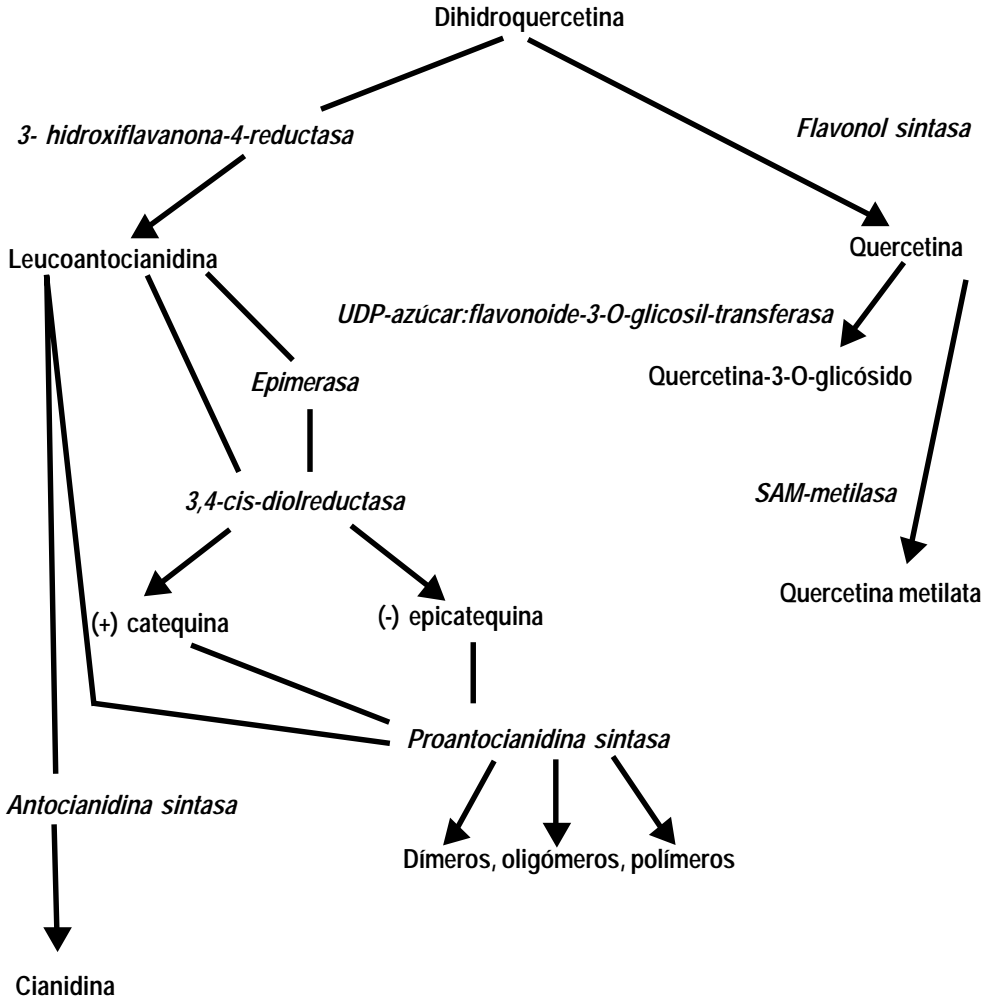 Dihidroquercetina
3- hidroxiflavanona-4-reductasa
Flavonol sintasa
Leucoantocianidina
Quercetina
UDP-azúcar:flavonoide-3-O-glicosil-transferasa
Quercetina-3-O-glicósido
Epimerasa
3,4-cis-diolreductasa
SAM-metilasa
Quercetina metilata
(+) catequina
(-) epicatequina
Proantocianidina sintasa
Antocianidina sintasa
Dímeros, oligómeros, polímeros
Cianidina